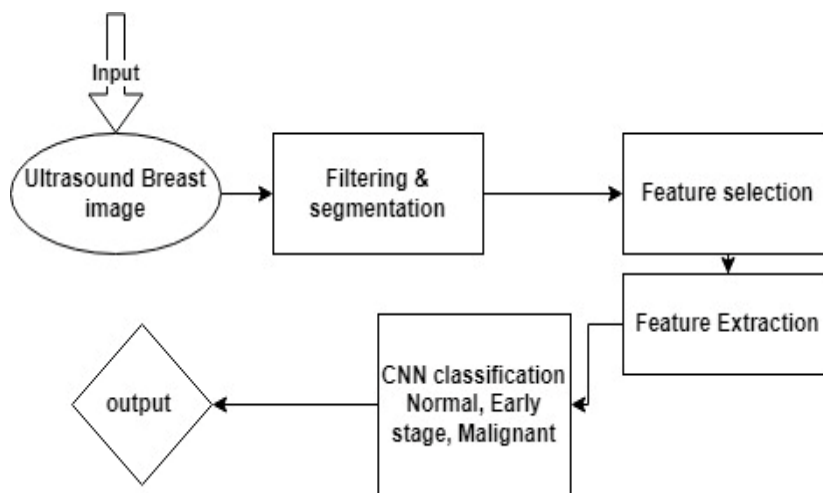 Input
Ultrasound Breast
image
Filtering &
segmentation
Feature selection
Feature Extraction
CNN classification
Normal, Early
stage, Malignant
output